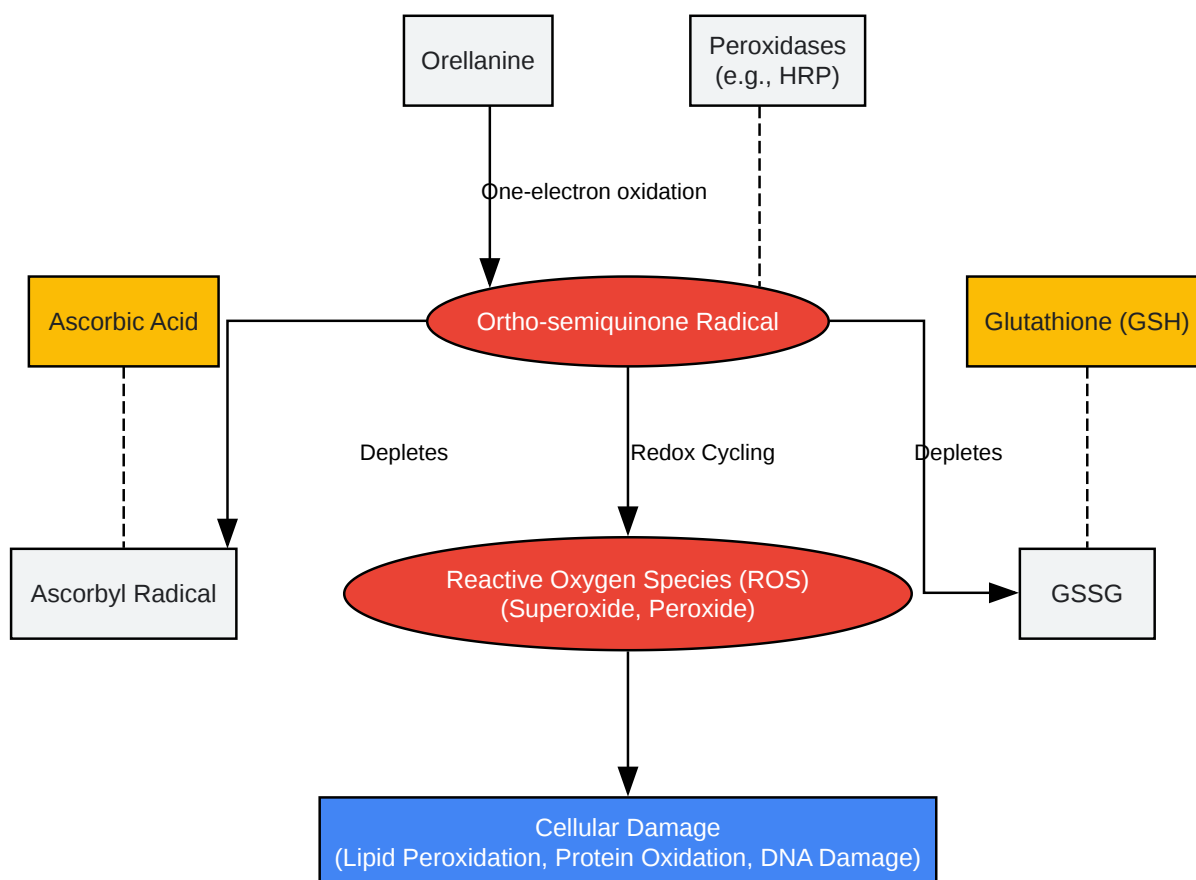 Orellanine
Peroxidases
(e.g., HRP)
One-electron oxidation
Ascorbic Acid
Ortho-semiquinone Radical
Glutathione (GSH)
Depletes
Redox Cycling
Depletes
Ascorbyl Radical
Reactive Oxygen Species (ROS)
(Superoxide, Peroxide)
GSSG
Cellular Damage
(Lipid Peroxidation, Protein Oxidation, DNA Damage)